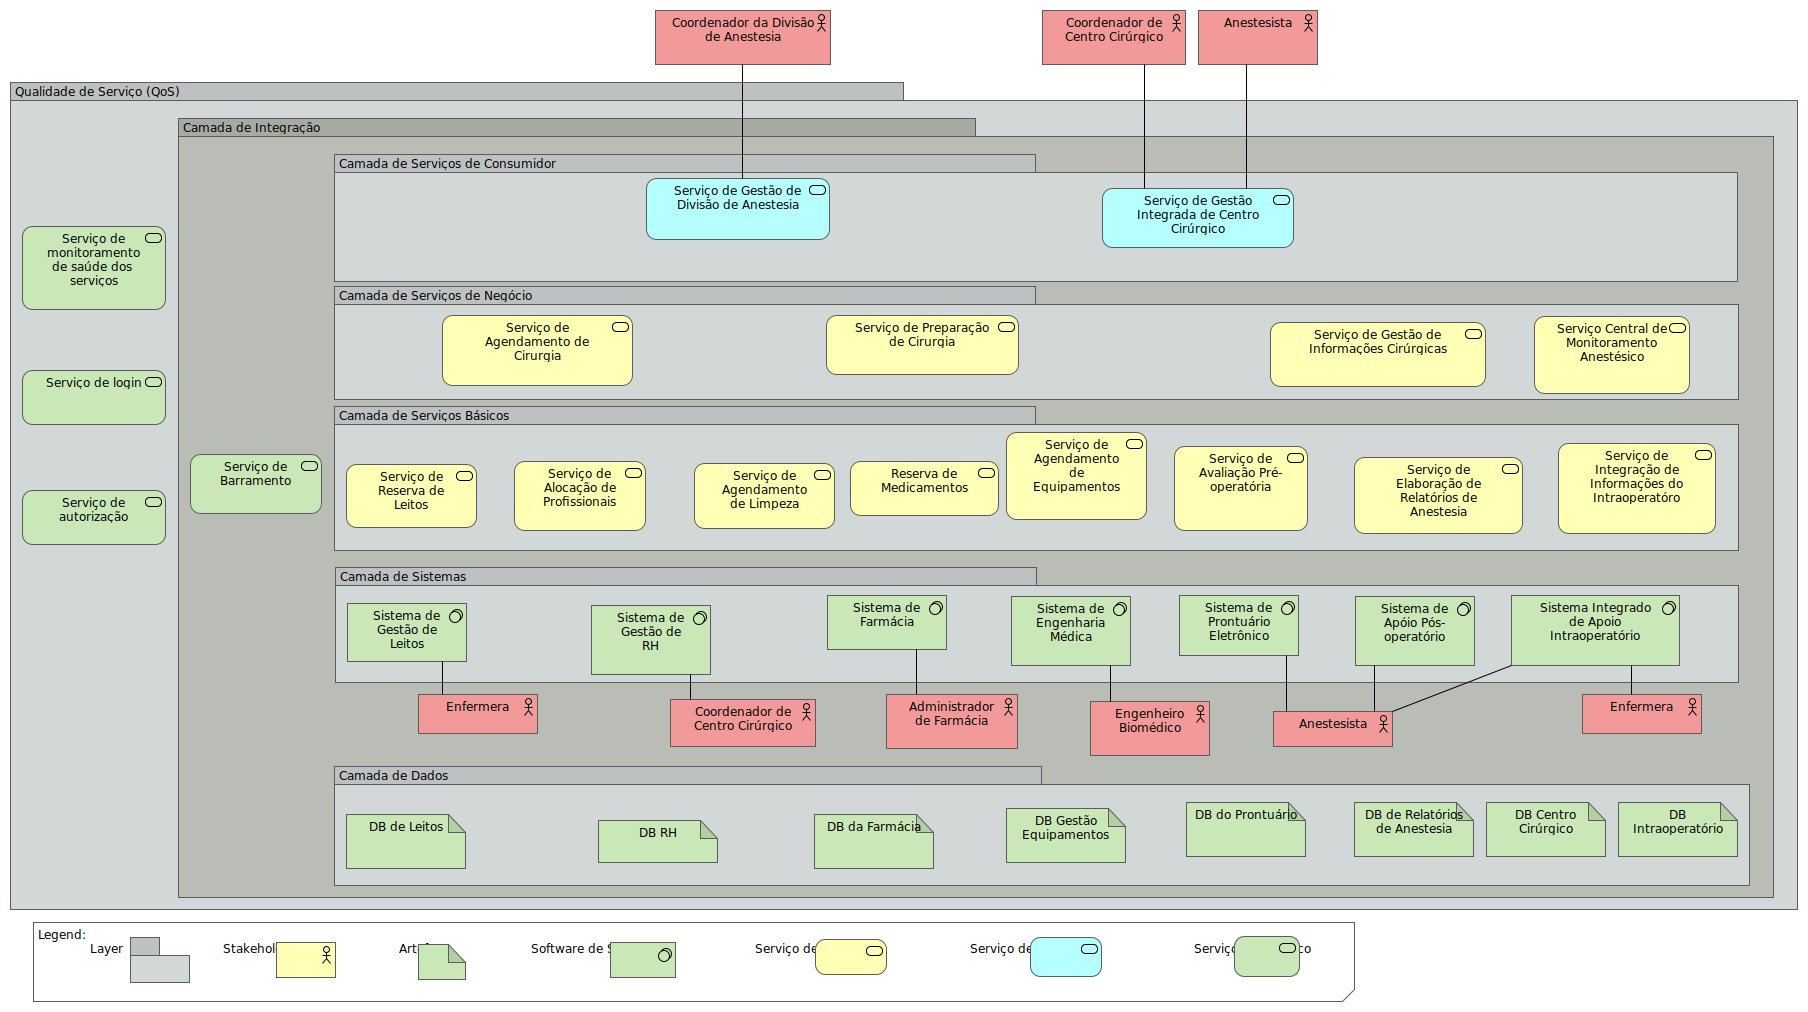 Coordenador da Divisão
de Anestesia
Coordenador de
Centro Cirúrgico
Anestesista
Qualidade de Serviço (QoS)
Camada de Integração
Camada de Serviços de Consumidor
Serviço de Gestão de
Divisão de Anestesia
Serviço de Gestão
Integrada de Centro
Cirúrgico
Serviço de
monitoramento
de saúde dos
serviços
Serviço de login
Serviço de
autorização
Serviço de
Barramento
Camada de Serviços de Negócio
Serviço de
Agendamento de
Cirurgia
Serviço de Preparação
de Cirurgia
Serviço de Gestão de
Informações Cirúrgicas
Serviço Central de
Monitoramento
Anestésico
Camada de Serviços Básicos
Serviço de
Reserva de
Leitos
Serviço de
Alocação de
Profissionais
Serviço de
Agendamento
de Limpeza
Reserva de
Medicamentos
Serviço de
Agendamento
de
Equipamentos
Serviço de
Avaliação Pré-
operatória
Serviço de
Elaboração de
Relatórios de
Anestesia
Serviço de
Integração de
Informações do
Intraoperatóro
Camada de Sistemas
Sistema de
Gestão de
Leitos
Sistema de
Gestão de
RH
Sistema de
Farmácia
Sistema de
Engenharia
Médica
Sistema de
Prontuário
Eletrônico
Sistema de
Apóio Pós-
operatório
Sistema Integrado
de Apoio
Intraoperatório
Enfermera
Coordenador de
Centro Cirúrgico
Administrador
de Farmácia
Engenheiro
Biomédico
Anestesista
Enfermera
Camada de Dados
DB de Leitos
DB RH
DB da Farmácia
DB Gestão
Equipamentos
DB do Prontuário
DB de Relatórios
de Anestesia
DB Centro
Cirúrgico
DB
Intraoperatório
Legend:
Layer
Software de
Serviço de
Serviço de